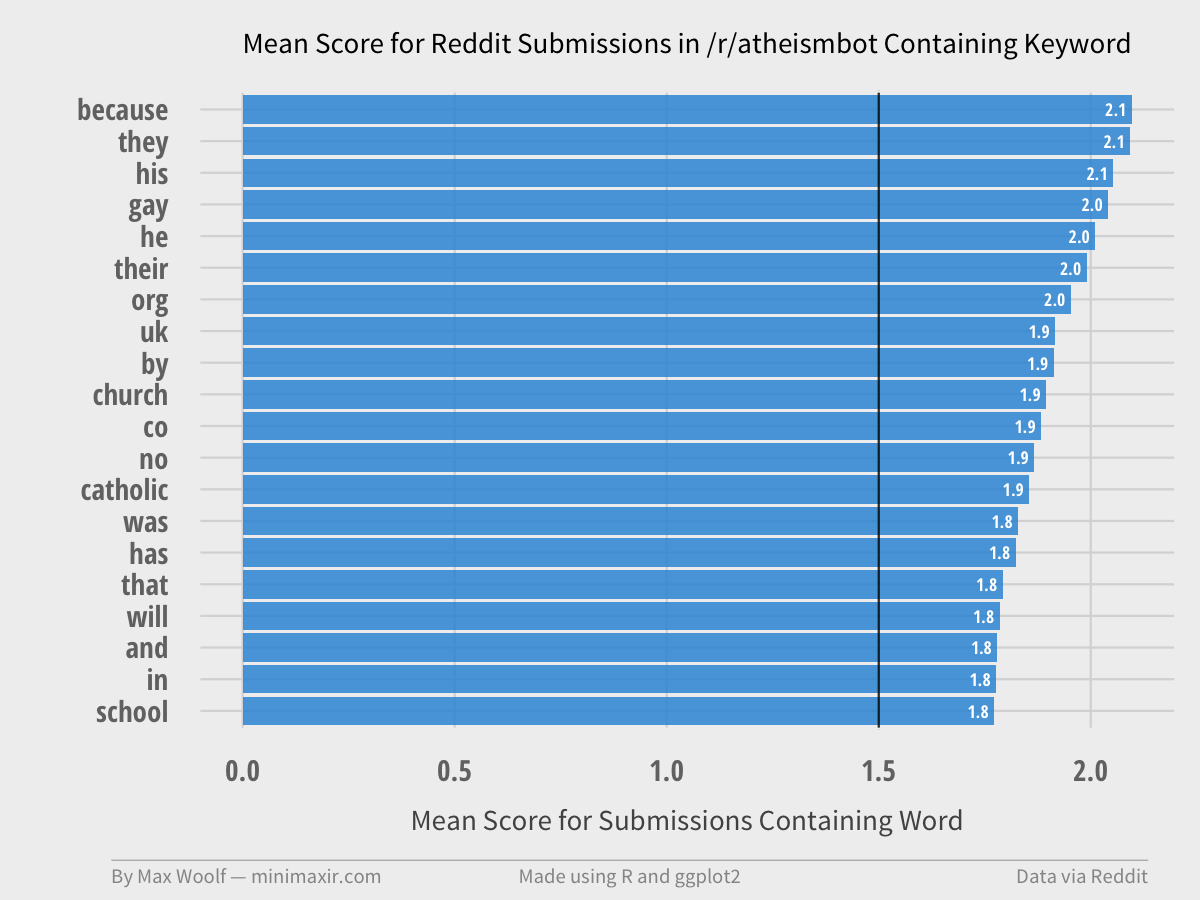 Mean Score for Reddit Submissions in /r/atheismbot Containing Keyword
because 2.1
they 2.1
his 2.1
gay 2.0
he 2.0
their 2.0
org 2.0
uk 1.9
by 1.9
church 1.9
co 1.9
no 1.9
catholic 1.9
was 1.8
has 1.8
that 1.8
will 1.8
and 1.8
in 1.8
school 1.8
0.0 0.5 1.0 1.5 2.0
Mean Score for Submissions Containing Word
By Max Woolf — minimaxir.com Made using R and ggplot2 Data via Reddit